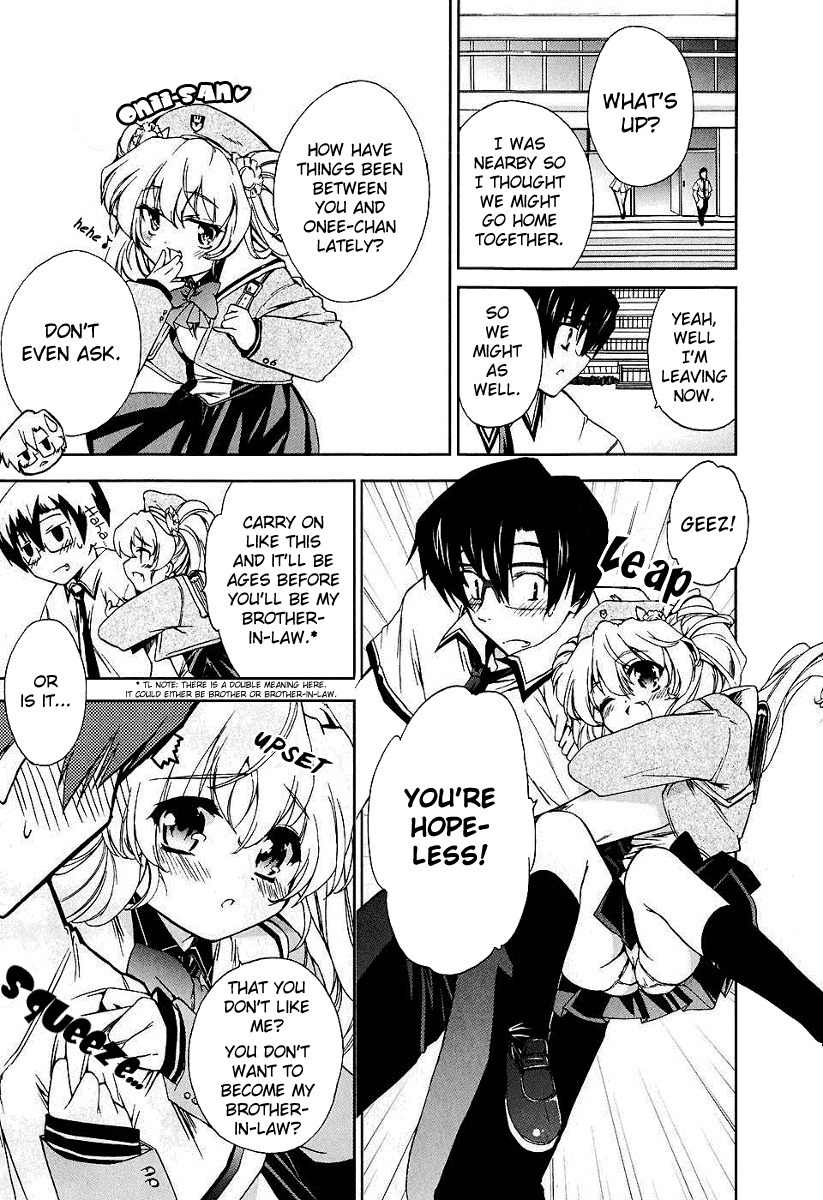 WHAT'S
UP?
I WAS
NEARBY SO
I THOUGHT
WE MIGHT
GO HOME
TOGETHER.
YEAH,
WELL
I'M
LEAVING
NOW.
SO
WE
MIGHT
AS
WELL.
ONII-SAN♥
HOW HAVE
THINGS BEEN
BETWEEN
YOU AND
ONEE-CHAN
LATELY?
hehe♪
DON'T
EVEN ASK.
GEEZ!
Leap
YOU'RE
HOPE-
LESS!
CARRY ON
LIKE THIS
AND IT'LL BE
AGES BEFORE
YOU'LL BE MY
BROTHER-
IN-LAW.*
* TL NOTE: THERE IS A DOUBLE MEANING HERE.
IT COULD EITHER BE BROTHER OR BROTHER-IN-LAW.
OR
IS IT...
UPSET
Squeeze...
THAT YOU
DON'T LIKE
ME?
YOU DON'T
WANT TO
BECOME MY
BROTHER-
IN-LAW?